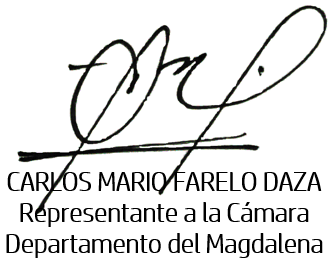 CARLOS MARIO FARELO DAZA
Representante a la Cámara
Departamento del Magdalena